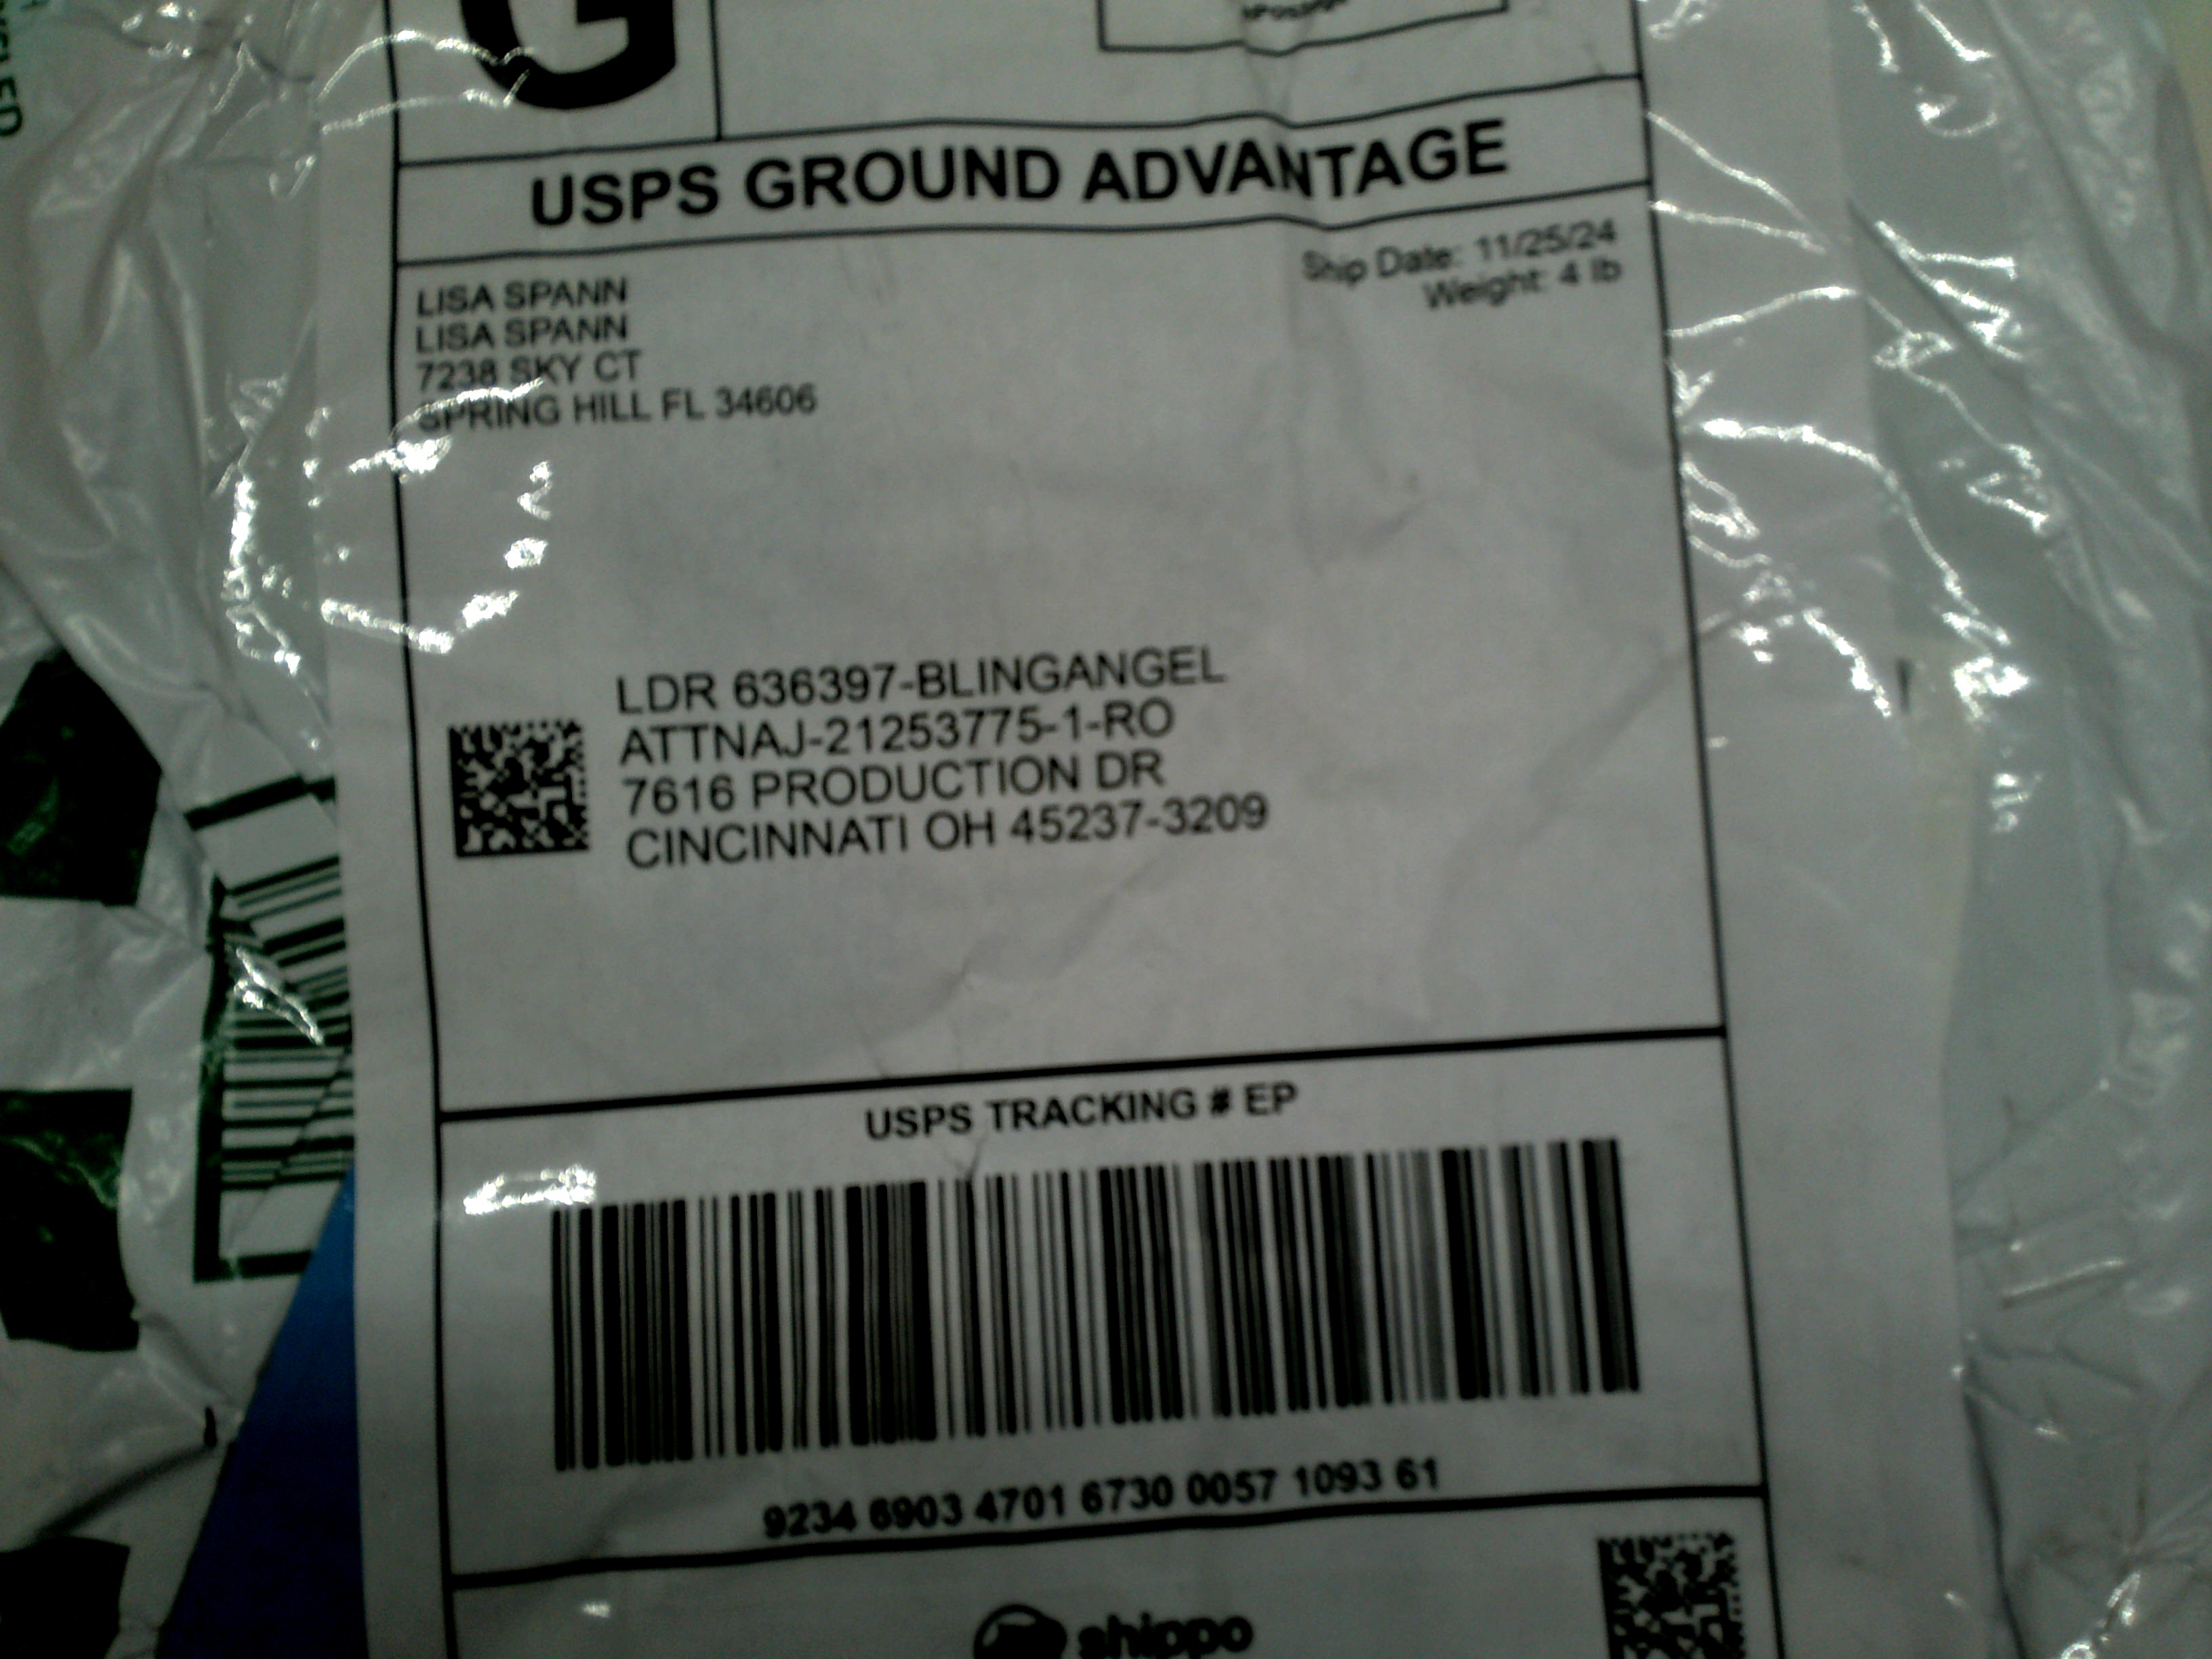 G
USPS GROUND ADVANTAGE
Ship Date: 11/25/24
Weight: 4 lb
LISA SPANN
LISA SPANN
7238 SKY CT
SPRING HILL FL 34606
LDR 636397-BLINGANGEL
ATTNAJ-21253775-1-RO
7616 PRODUCTION DR
CINCINNATI OH 45237-3209
USPS TRACKING # EP
9234 6903 4701 6730 0057 1093 61
shippo